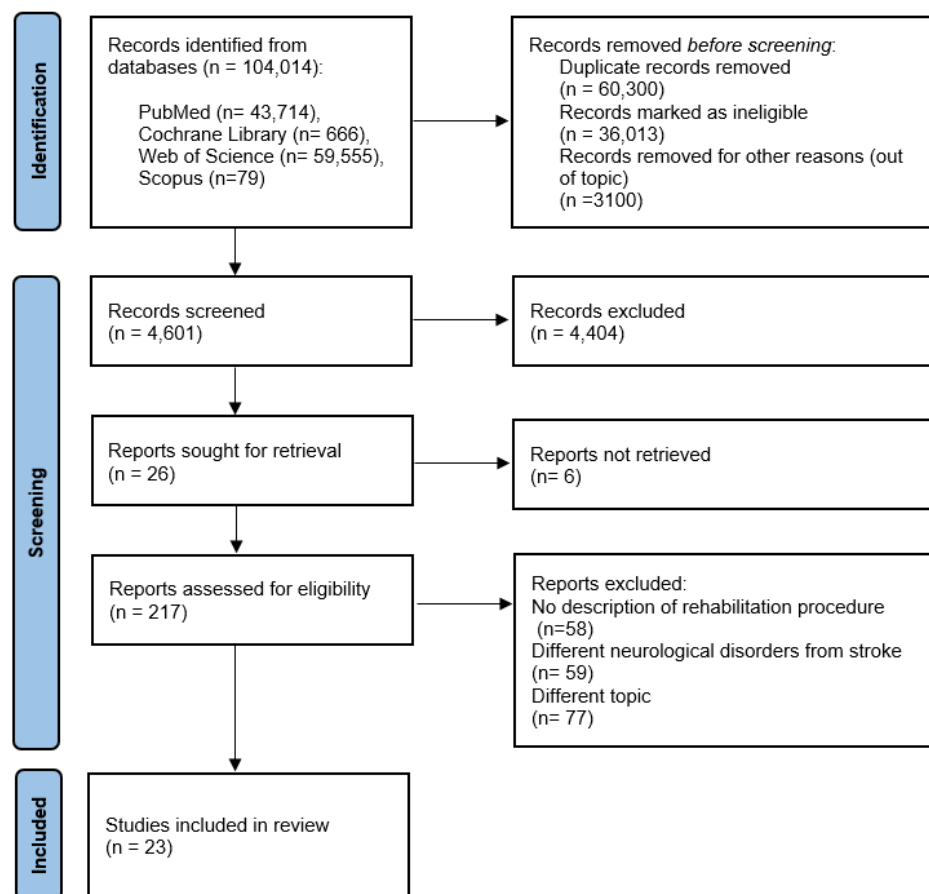 Identification
Records identified from
databases (n = 104,014):
PubMed (n= 43,714),
Cochrane Library (n= 666),
Web of Science (n= 59,555),
Scopus (n=79)
Records removed before screening:
Duplicate records removed
(n = 60,300)
Records marked as ineligible
(n = 36,013)
Records removed for other reasons (out
of topic)
(n =3100)
Screening
Records screened
(n = 4,601)
Records excluded
(n = 4,404)
Reports sought for retrieval
(n = 26)
Reports not retrieved
(n= 6)
Reports assessed for eligibility
(n = 217)
Reports excluded:
No description of rehabilitation procedure
(n=58)
Different neurological disorders from stroke
(n= 59)
Different topic
(n= 77)
Included
Studies included in review
(n = 23)